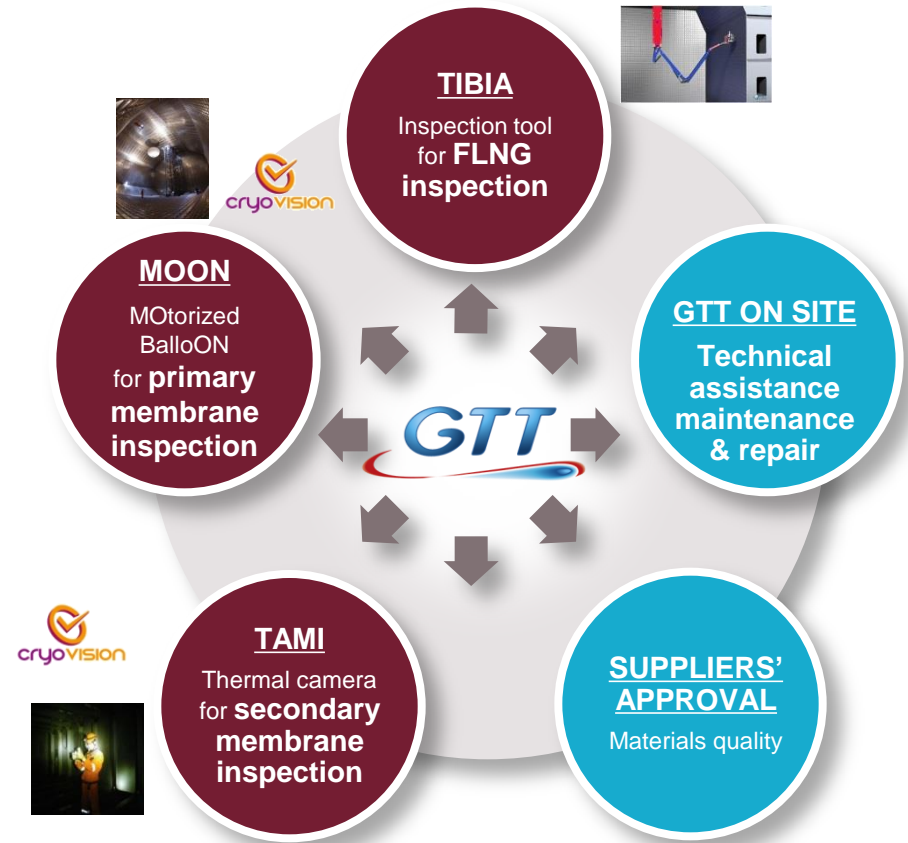 TIBIA
Inspection tool
for FLNG
inspection
cryovision
MOON
MOtorized
BalloON
for primary
membrane
inspection
GTT ON SITE
Technical
assistance
maintenance
& repair
GTT
cryovision
TAMI
Thermal camera
for secondary
membrane
inspection
SUPPLIERS’
APPROVAL
Materials quality